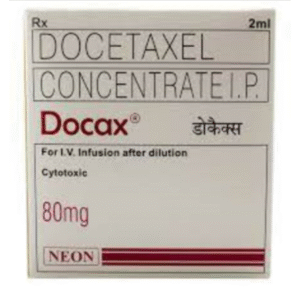 Rx 2ml
DOCETAXEL
CONCENTRATE I.P.
Docax® डोकैक्स
For I.V. Infusion after dilution
Cytotoxic
80mg
NEON